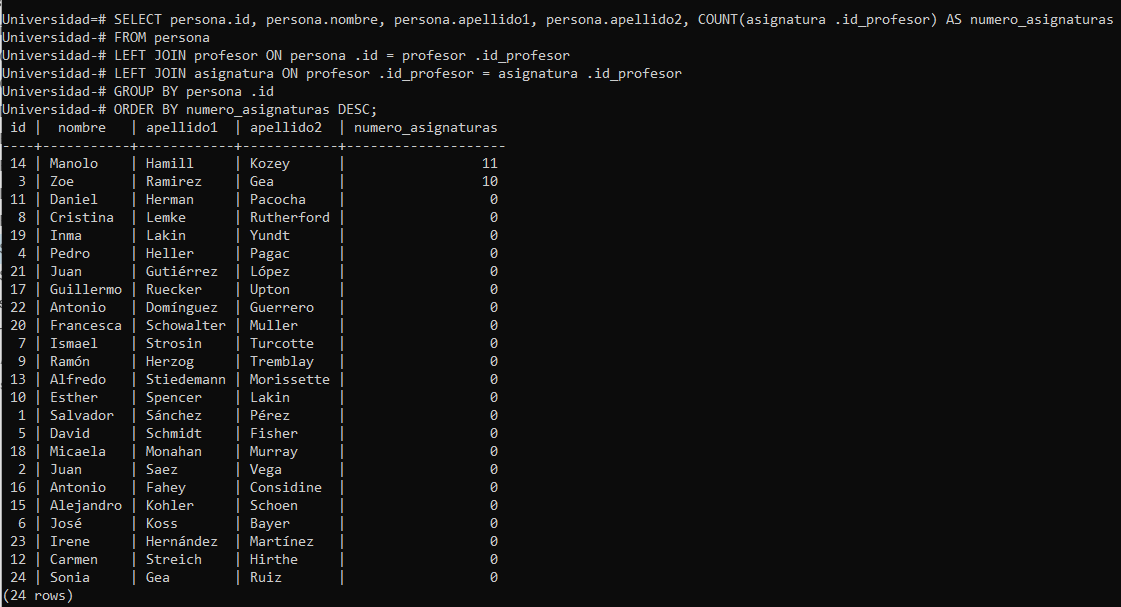 Universidad=# SELECT persona.id, persona.nombre, persona.apellido1, persona.apellido2, COUNT(asignatura .id_profesor) AS numero_asignaturas
Universidad-# FROM persona
Universidad-# LEFT JOIN profesor ON persona .id = profesor .id_profesor
Universidad-# LEFT JOIN asignatura ON profesor .id_profesor = asignatura .id_profesor
Universidad-# GROUP BY persona .id
Universidad-# ORDER BY numero_asignaturas DESC;
 id |  nombre   | apellido1  | apellido2  | numero_asignaturas
----+-----------+------------+------------+--------------------
 14 | Manolo    | Hamill     | Kozey      |                 11
  3 | Zoe       | Ramirez    | Gea        |                 10
 11 | Daniel    | Herman     | Pacocha    |                  0
  8 | Cristina  | Lemke      | Rutherford |                  0
 19 | Inma      | Lakin      | Yundt      |                  0
  4 | Pedro     | Heller     | Pagac      |                  0
 21 | Juan      | Gutiérrez  | López      |                  0
 17 | Guillermo | Ruecker    | Upton      |                  0
 22 | Antonio   | Domínguez  | Guerrero   |                  0
 20 | Francesca | Schowalter | Muller     |                  0
  7 | Ismael    | Strosin    | Turcotte   |                  0
  9 | Ramón     | Herzog     | Tremblay   |                  0
 13 | Alfredo   | Stiedemann | Morissette |                  0
 10 | Esther    | Spencer    | Lakin      |                  0
  1 | Salvador  | Sánchez    | Pérez      |                  0
  5 | David     | Schmidt    | Fisher     |                  0
 18 | Micaela   | Monahan    | Murray     |                  0
  2 | Juan      | Saez       | Vega       |                  0
 16 | Antonio   | Fahey      | Considine  |                  0
 15 | Alejandro | Kohler     | Schoen     |                  0
  6 | José      | Koss       | Bayer      |                  0
 23 | Irene     | Hernández  | Martínez   |                  0
 12 | Carmen    | Streich    | Hirthe     |                  0
 24 | Sonia     | Gea        | Ruiz       |                  0
(24 rows)